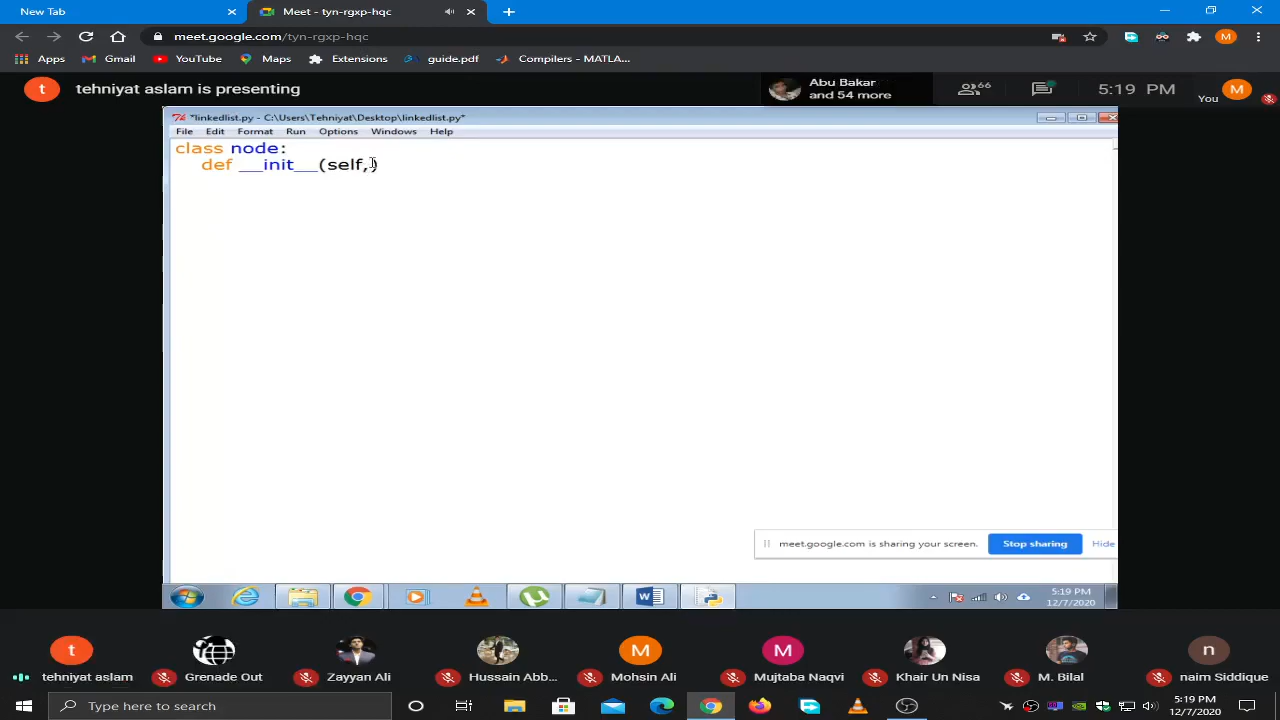 New Tab
Meet - tyn-rgxp-hqc
meet.google.com/tyn-rgxp-hqc
Apps Gmail YouTube Maps Extensions guide.pdf Compilers - MATLA...
t tehniyat aslam is presenting
Abu Bakar
and 54 more
66
5:19 PM
You
M
*linkedlist.py - C:\Users\Tehniyat\Desktop\linkedlist.py*
File Edit Format Run Options Windows Help
class node:
def __init__(self,)
meet.google.com is sharing your screen. Stop sharing Hide
5:19 PM
12/7/2020
t M M n
tehniyat aslam Grenade Out Zayyan Ali Hussain Abb... Mohsin Ali Mujtaba Naqvi Khair Un Nisa M. Bilal naim Siddique
Type here to search
5:19 PM
12/7/2020